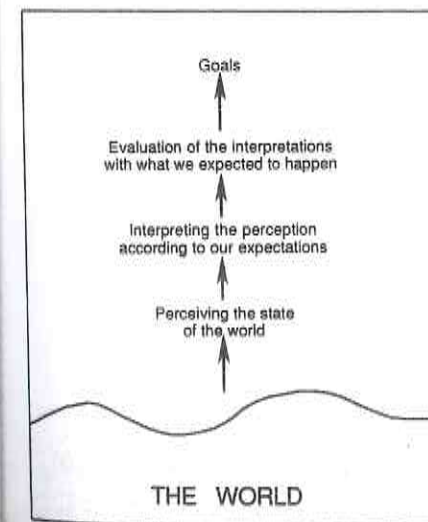 Goals
Evaluation of the interpretations
with what we expected to happen
Interpreting the perception
according to our expectations
Perceiving the state
of the world
THE WORLD